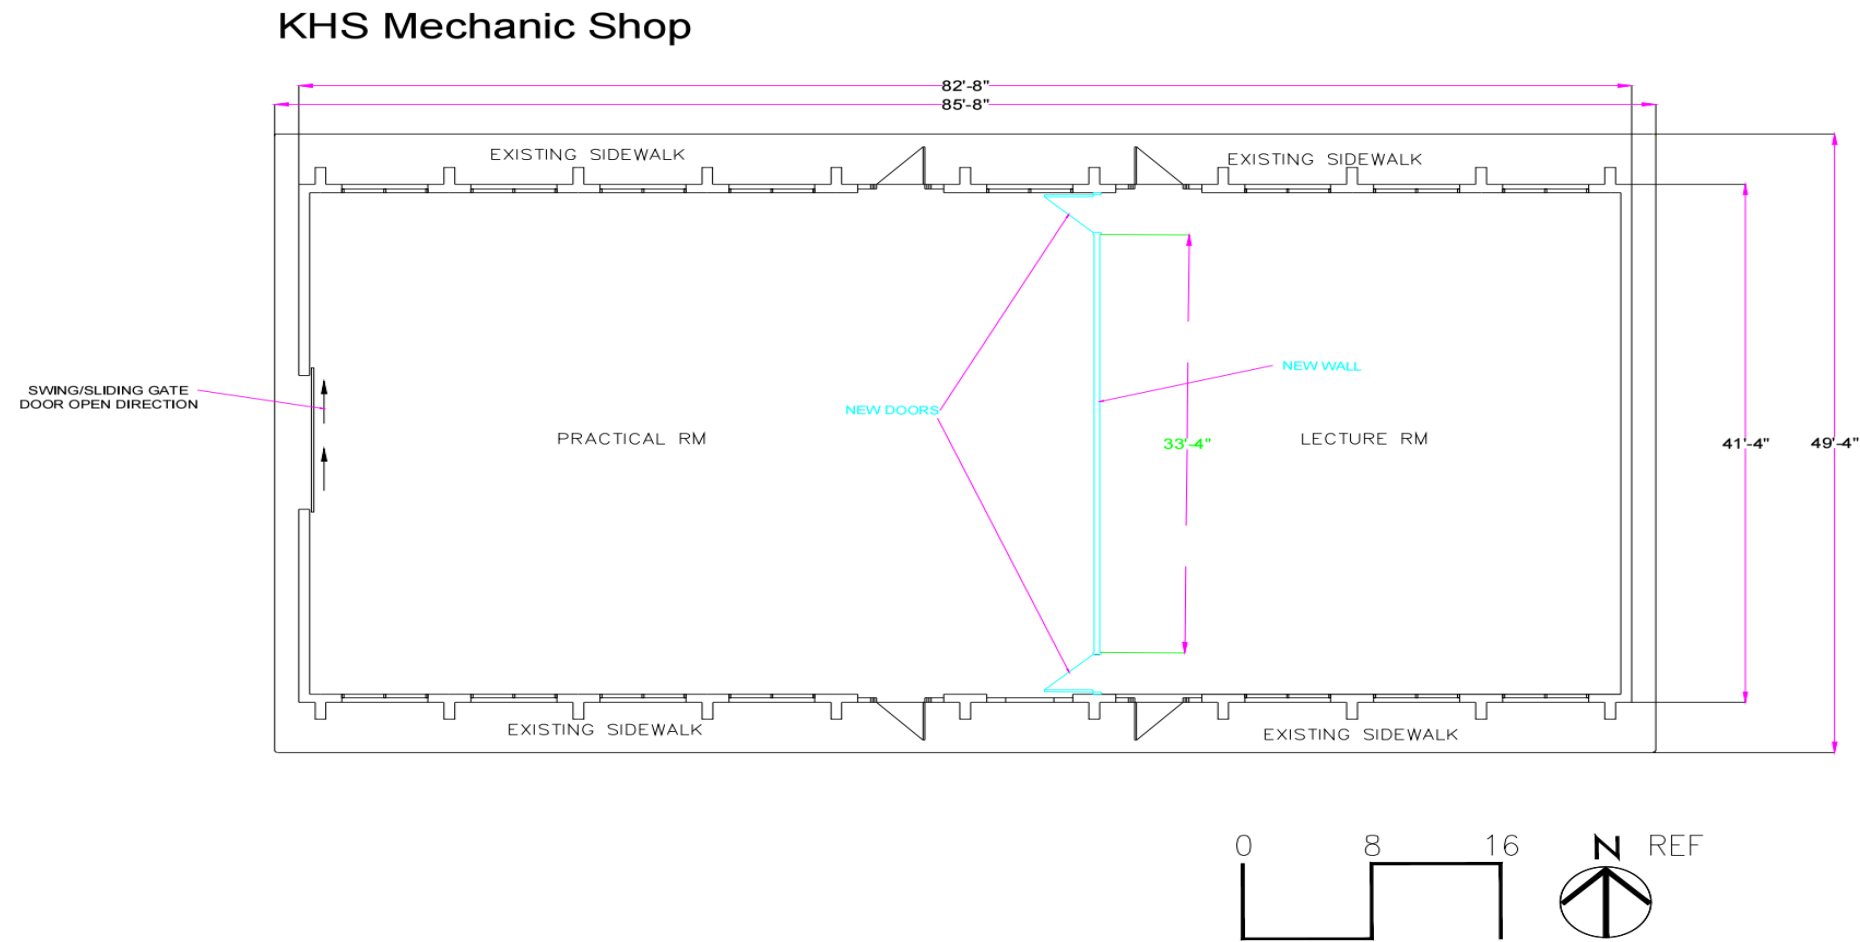 KHS Mechanic Shop
82'-8"
85'-8"
EXISTING SIDEWALK
EXISTING SIDEWALK
NEW WALL
SWING/SLIDING GATE
DOOR OPEN DIRECTION
NEW DOORS
PRACTICAL RM
33'-4"
LECTURE RM
41'-4"
49'-4"
EXISTING SIDEWALK
EXISTING SIDEWALK
0 8 16
N REF